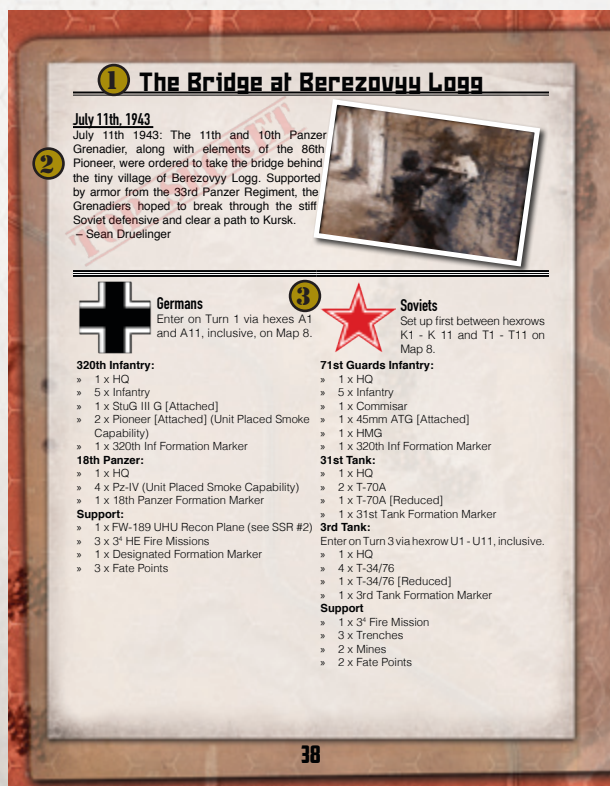 1 The Bridge at Berezovyy Logg
July 11th, 1943
2
July 11th 1943: The 11th and 10th Panzer
Grenadier, along with elements of the 86th
Pioneer, were ordered to take the bridge behind
the tiny village of Berezovyy Logg. Supported
by armor from the 33rd Panzer Regiment, the
Grenadiers hoped to break through the stiff
Soviet defensive and clear a path to Kursk.
– Sean Druelinger
TOP SECRET
Germans
Enter on Turn 1 via hexes A1
and A11, inclusive, on Map 8.
320th Infantry:
» 1 x HQ
» 5 x Infantry
» 1 x StuG III G [Attached]
» 2 x Pioneer [Attached] (Unit Placed Smoke
Capability)
» 1 x 320th Inf Formation Marker
18th Panzer:
» 1 x HQ
» 4 x Pz-IV (Unit Placed Smoke Capability)
» 1 x 18th Panzer Formation Marker
Support:
» 1 x FW-189 UHU Recon Plane (see SSR #2)
» 3 x 3⁴ HE Fire Missions
» 1 x Designated Formation Marker
» 3 x Fate Points
3
Soviets
Set up first between hexrows
K1 - K 11 and T1 - T11 on
Map 8.
71st Guards Infantry:
» 1 x HQ
» 5 x Infantry
» 1 x Commisar
» 1 x 45mm ATG [Attached]
» 1 x HMG
» 1 x 320th Inf Formation Marker
31st Tank:
» 1 x HQ
» 2 x T-70A
» 1 x T-70A [Reduced]
» 1 x 31st Tank Formation Marker
3rd Tank:
Enter on Turn 3 via hexrow U1 - U11, inclusive.
» 1 x HQ
» 4 x T-34/76
» 1 x T-34/76 [Reduced]
» 1 x 3rd Tank Formation Marker
Support
» 1 x 3⁴ Fire Mission
» 3 x Trenches
» 2 x Mines
» 2 x Fate Points
38